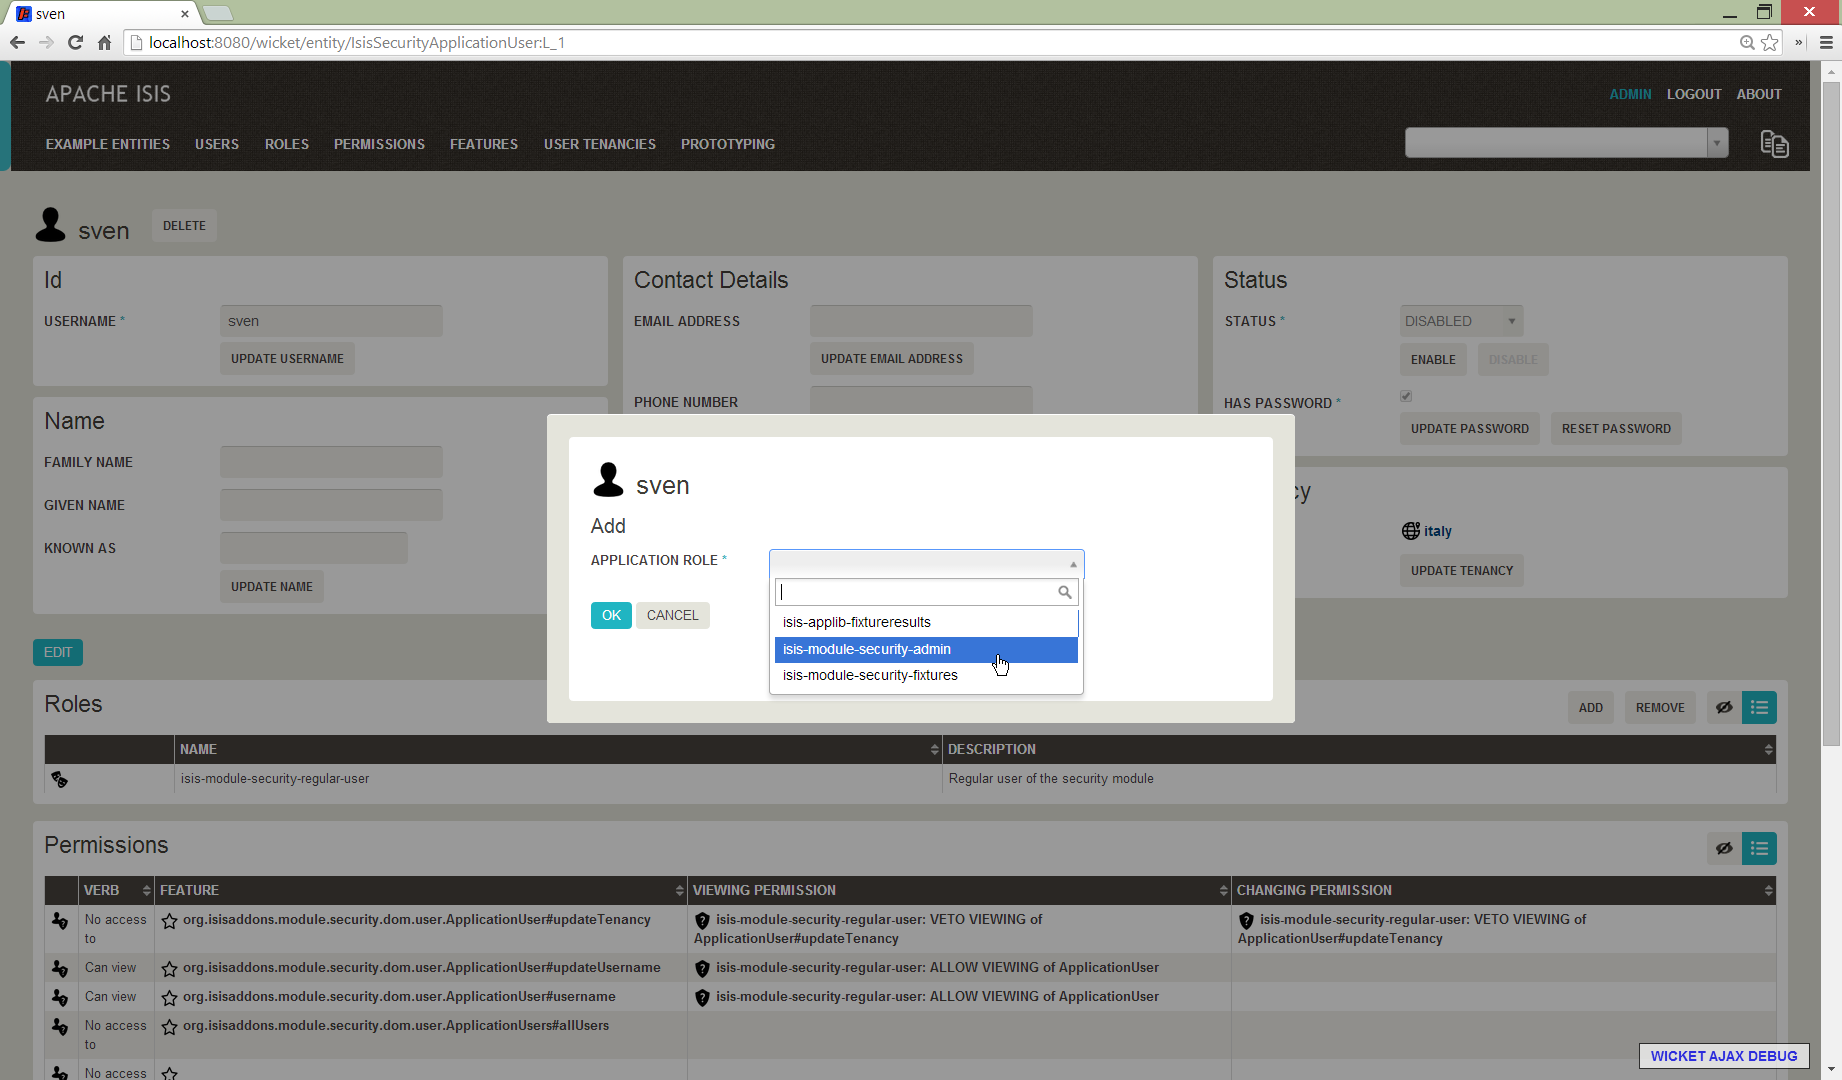 sven
localhost:8080/wicket/entity/IsisSecurityApplicationUser:L_1
APACHE ISIS
ADMIN LOGOUT ABOUT
EXAMPLE ENTITIES USERS ROLES PERMISSIONS FEATURES USER TENANCIES PROTOTYPING
sven DELETE
Id
USERNAME * sven
UPDATE USERNAME
Contact Details
EMAIL ADDRESS
UPDATE EMAIL ADDRESS
PHONE NUMBER
Status
STATUS * DISABLED
ENABLE DISABLE
HAS PASSWORD *
UPDATE PASSWORD RESET PASSWORD
Name
FAMILY NAME
GIVEN NAME
KNOWN AS
UPDATE NAME
cy
italy
UPDATE TENANCY
sven
Add
APPLICATION ROLE *
isis-applib-fixtureresults
isis-module-security-admin
isis-module-security-fixtures
OK CANCEL
EDIT
Roles
ADD REMOVE
NAME DESCRIPTION
isis-module-security-regular-user Regular user of the security module
Permissions
VERB FEATURE VIEWING PERMISSION CHANGING PERMISSION
No access to org.isisaddons.module.security.dom.user.ApplicationUser#updateTenancy isis-module-security-regular-user: VETO VIEWING of ApplicationUser#updateTenancy isis-module-security-regular-user: VETO VIEWING of ApplicationUser#updateTenancy
Can view org.isisaddons.module.security.dom.user.ApplicationUser#updateUsername isis-module-security-regular-user: ALLOW VIEWING of ApplicationUser
Can view org.isisaddons.module.security.dom.user.ApplicationUser#username isis-module-security-regular-user: ALLOW VIEWING of ApplicationUser
No access to org.isisaddons.module.security.dom.user.ApplicationUsers#allUsers
No access
WICKET AJAX DEBUG